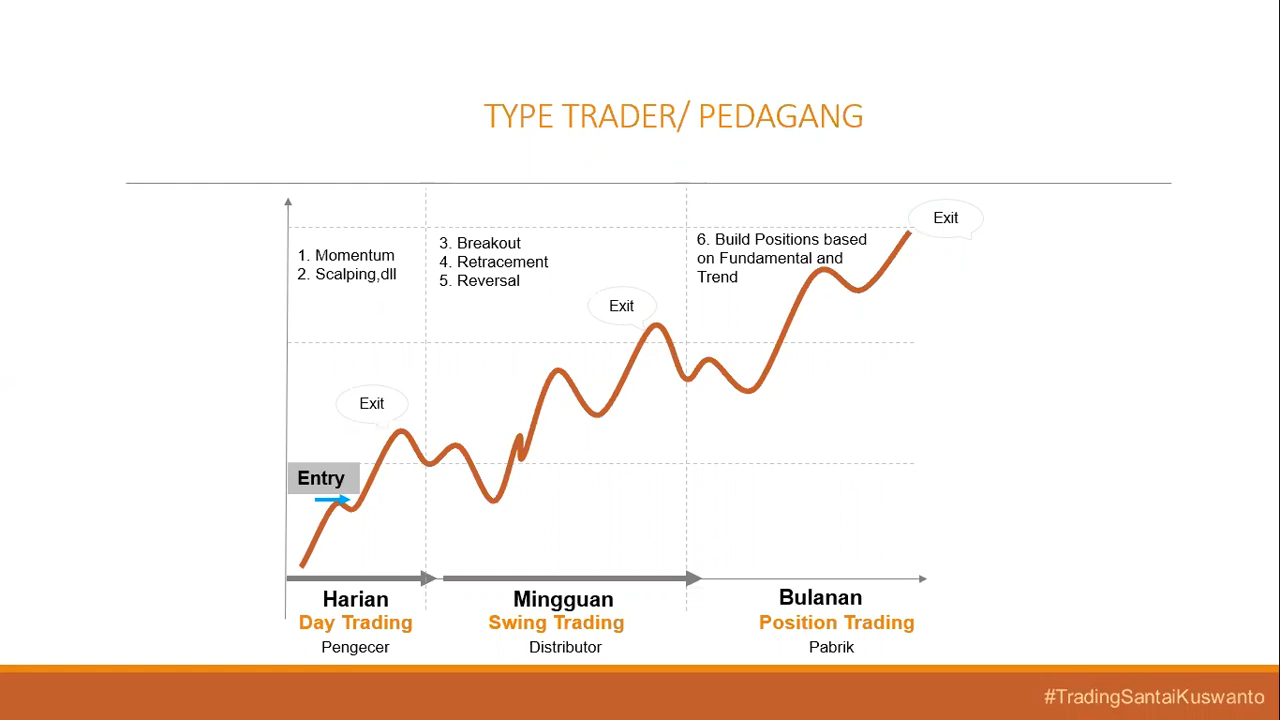 TYPE TRADER/ PEDAGANG
1. Momentum
2. Scalping,dll
3. Breakout
4. Retracement
5. Reversal
6. Build Positions based
on Fundamental and
Trend
Exit
Exit
Exit
Entry
Harian
Day Trading
Pengecer
Mingguan
Swing Trading
Distributor
Bulanan
Position Trading
Pabrik
#TradingSantaiKuswanto